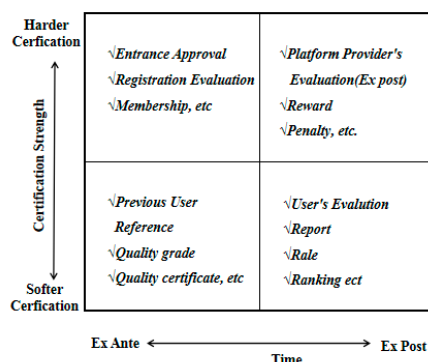 Harder
Cerfication
Certification Strength
Softer
Cerfication
√Entrance Approval
√Registration Evaluation
√Membership, etc
√Platform Provider's
Evaluation(Ex post)
√Reward
√Penalty, etc.
√Previous User
Reference
√Quality grade
√Quality certificate, etc
√User's Evalution
√Report
√Rale
√Ranking ect
Ex Ante
Ex Post
Time